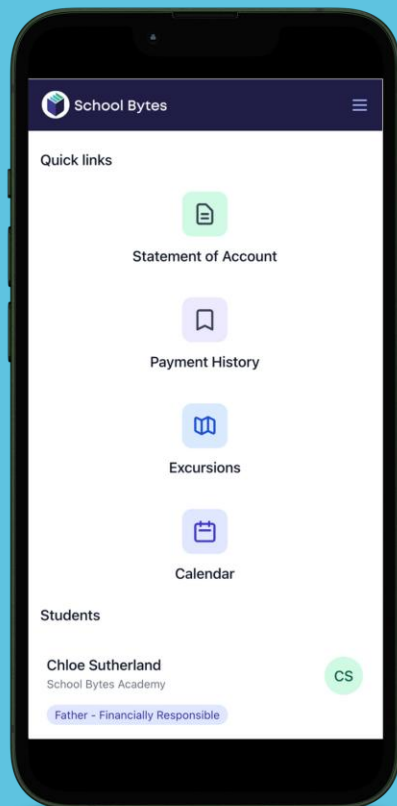 School Bytes
Quick links
Statement of Account
Payment History
Excursions
Calendar
Students
Chloe Sutherland
School Bytes Academy
CS
Father - Financially Responsible